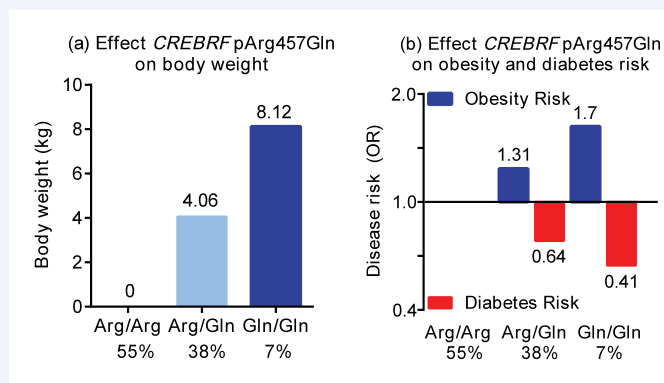 (a) Effect CREBRF pArg457Gln
on body weight
10
8
6
4
2
0
Body weight (kg)
0
4.06
8.12
Arg/Arg
Arg/Gln
Gln/Gln
55%
38%
7%
(b) Effect CREBRF pArg457Gln
on obesity and diabetes risk
2.0
1.0
0.4
Disease risk (OR)
Obesity Risk
1.31
1.7
0.64
0.41
Diabetes Risk
Arg/Arg
Arg/Gln
Gln/Gln
55%
38%
7%